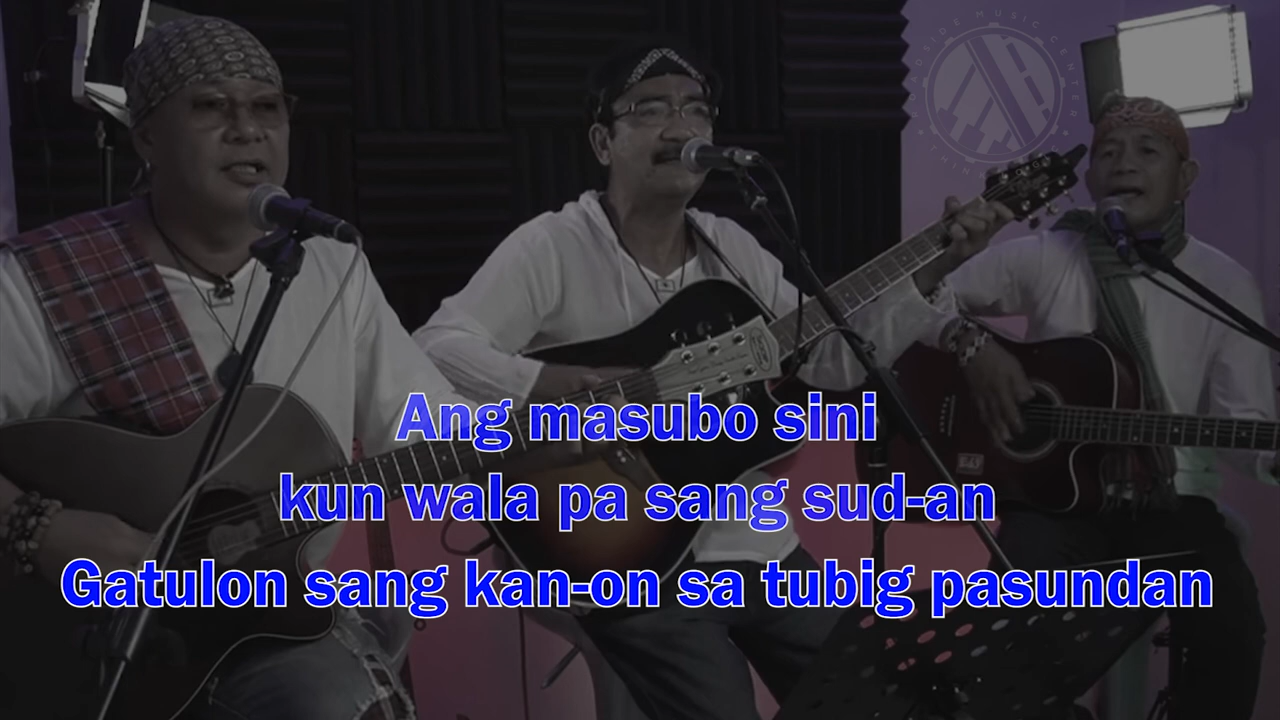 Ang masubo sini
kun wala pa sang sud-an
Gatulon sang kan-on sa tubig pasundan